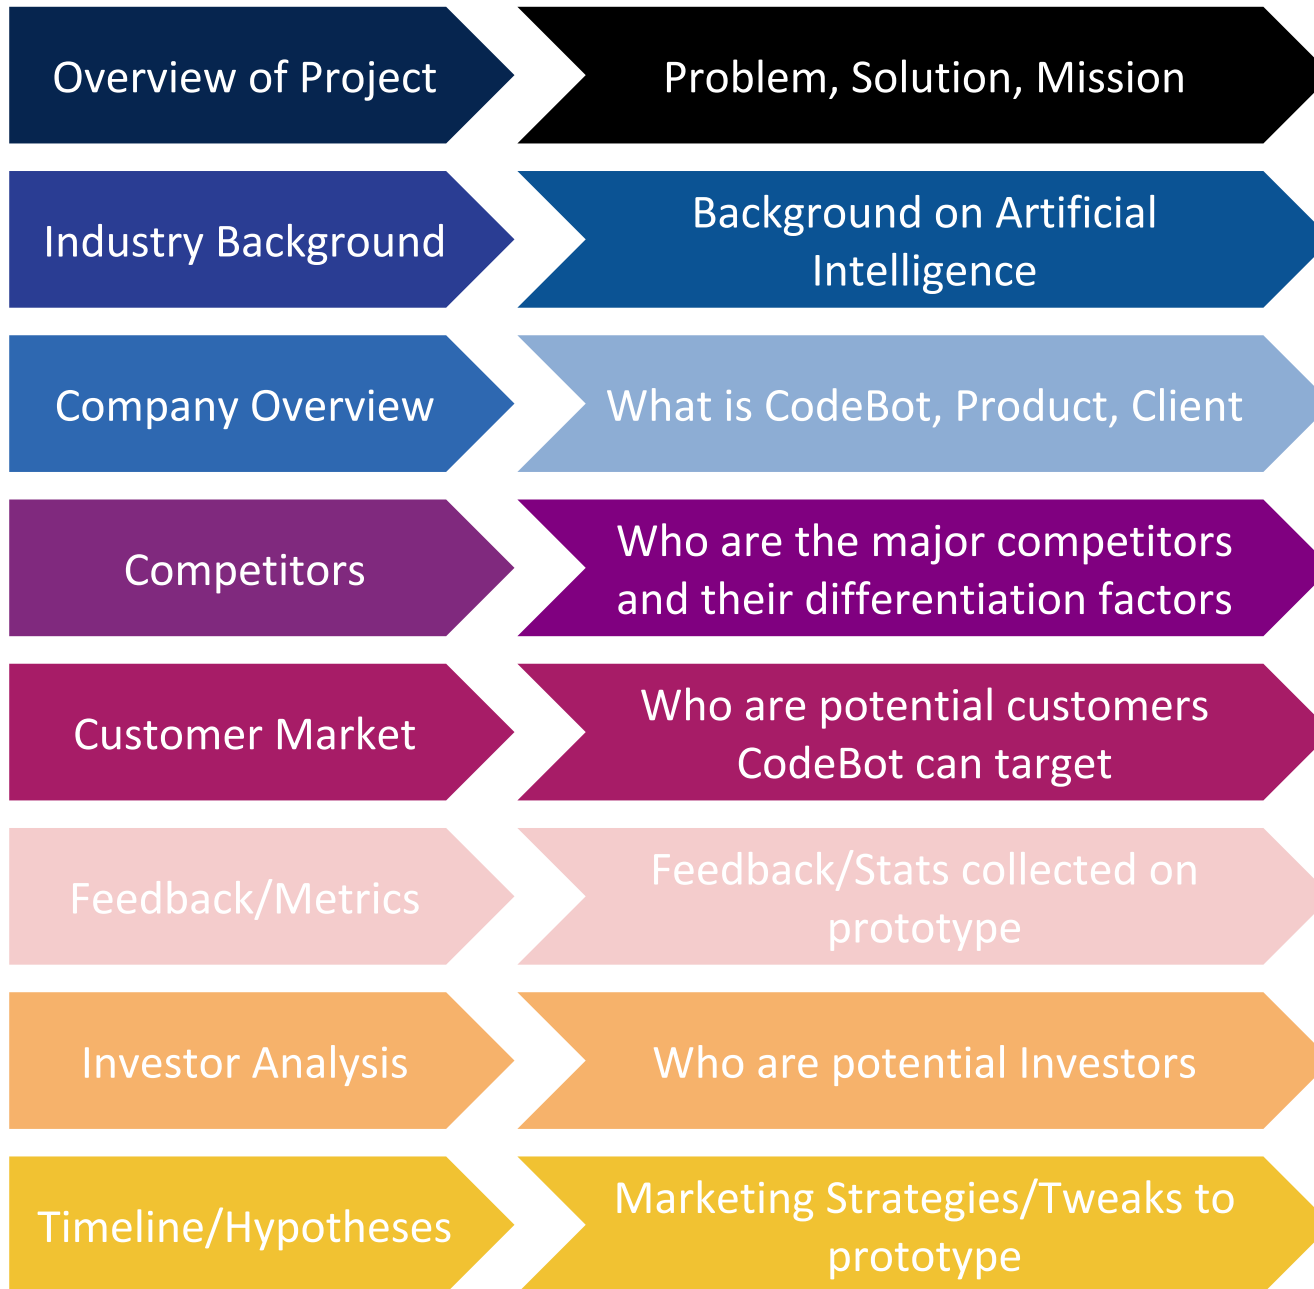 Overview of Project
Problem, Solution, Mission
Industry Background
Background on Artificial
Intelligence
Company Overview
What is CodeBot, Product, Client
Competitors
Who are the major competitors
and their differentiation factors
Customer Market
Who are potential customers
CodeBot can target
Feedback/Metrics
Feedback/Stats collected on
prototype
Investor Analysis
Who are potential Investors
Timeline/Hypotheses
Marketing Strategies/Tweaks to
prototype